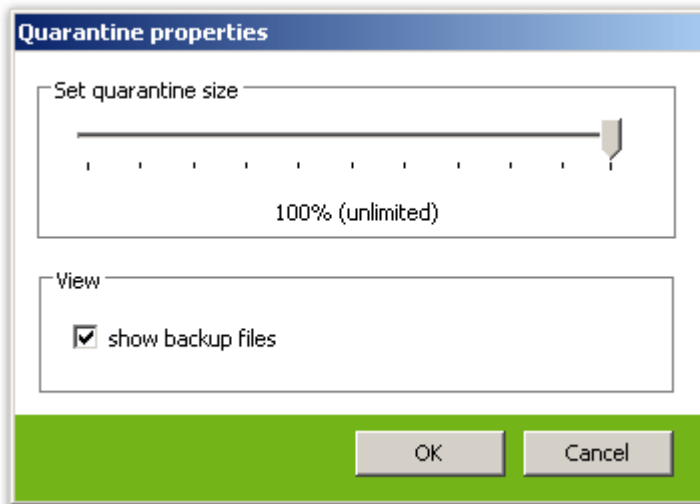 Quarantine properties
Set quarantine size
100% (unlimited)
View
show backup files
OK
Cancel